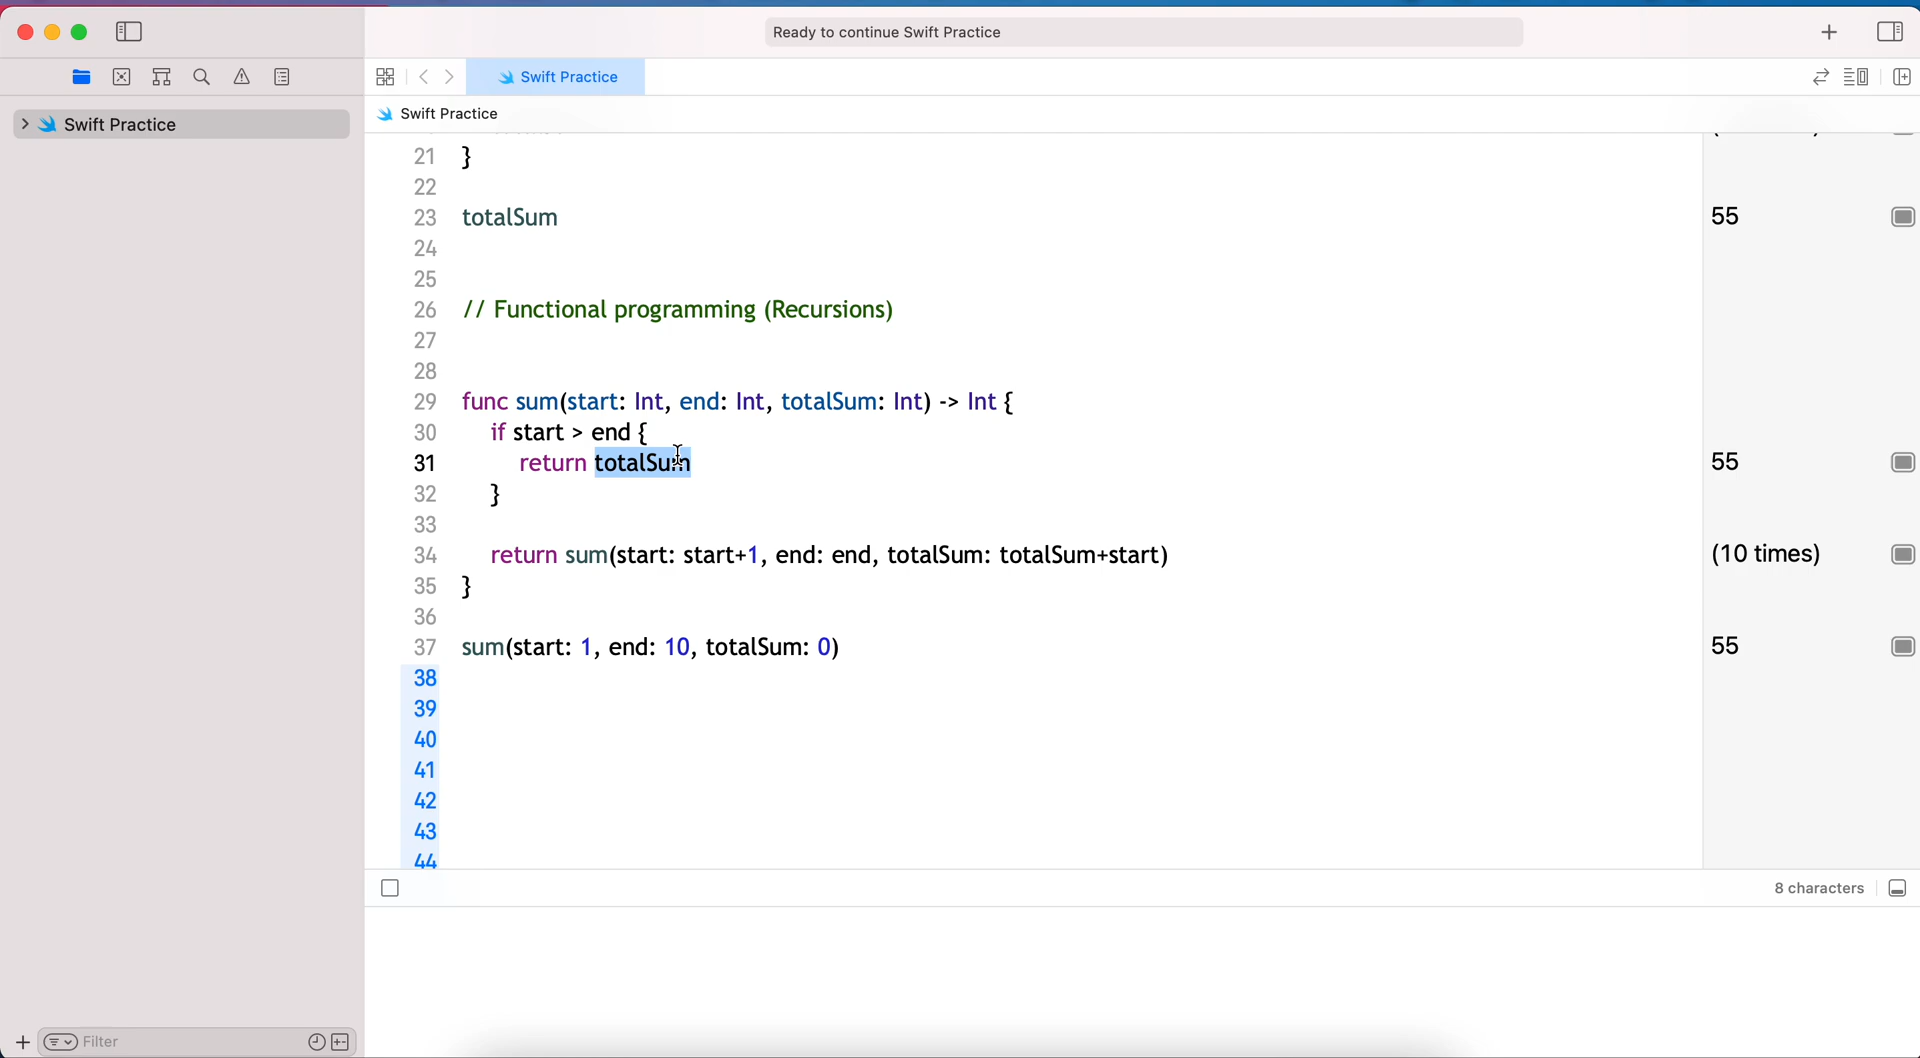 Ready to continue Swift Practice
Swift Practice
Swift Practice
Swift Practice
21 }
22
23 totalSum 55
24
25
26 // Functional programming (Recursions)
27
28
29 func sum(start: Int, end: Int, totalSum: Int) -> Int {
30 if start > end {
31 return totalSum 55
32 }
33
34 return sum(start: start+1, end: end, totalSum: totalSum+start) (10 times)
35 }
36
37 sum(start: 1, end: 10, totalSum: 0) 55
38
39
40
41
42
43
44
8 characters
Filter